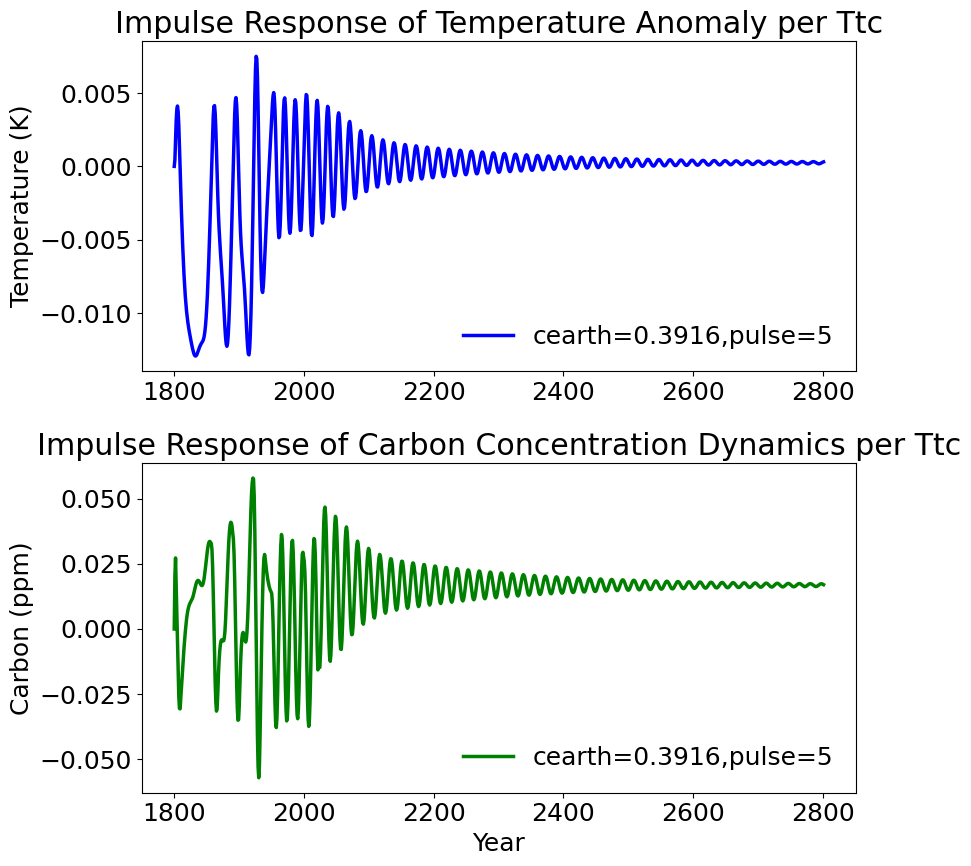 Impulse Response of Temperature Anomaly per Ttc
Temperature (K)
0.005
0.000
−0.005
−0.010
cearth=0.3916,pulse=5
1800 2000 2200 2400 2600 2800
Impulse Response of Carbon Concentration Dynamics per Ttc
Carbon (ppm)
0.050
0.025
0.000
−0.025
−0.050
cearth=0.3916,pulse=5
1800 2000 2200 2400 2600 2800
Year